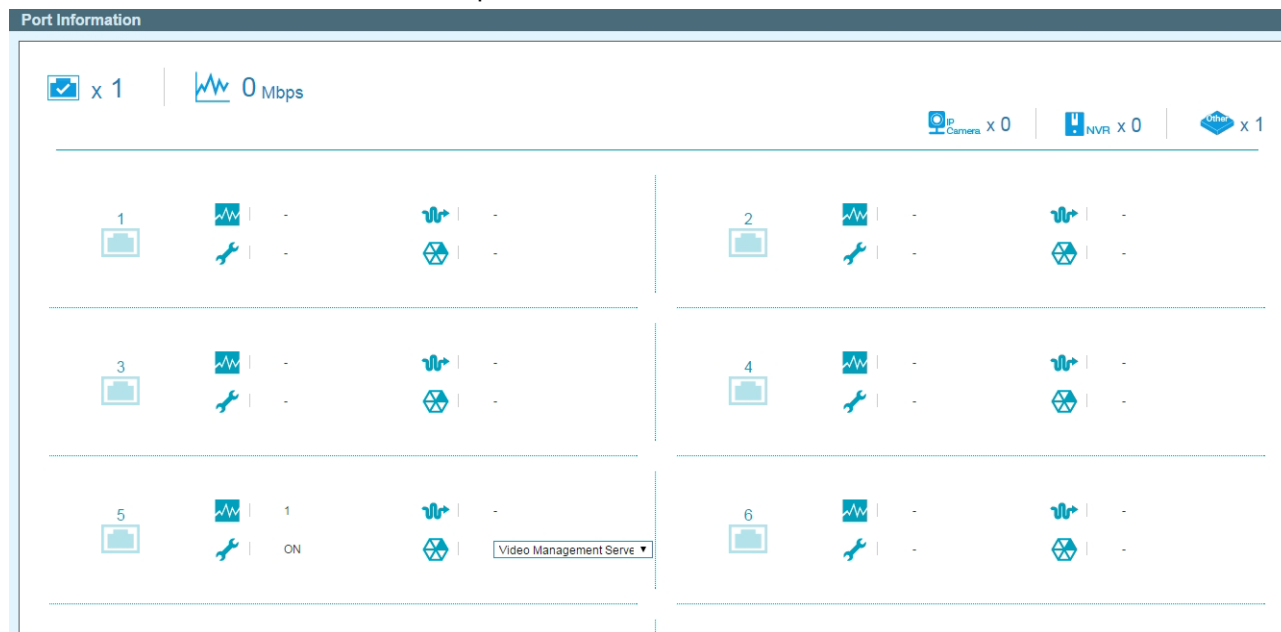 Port Information
x 1 0 Mbps
IP Camera x 0 NVR x 0 Other x 1
1 - - 2 - -
- - - -
3 - - 4 - -
- - - -
5 1 - 6 - -
ON Video Management Serve - -